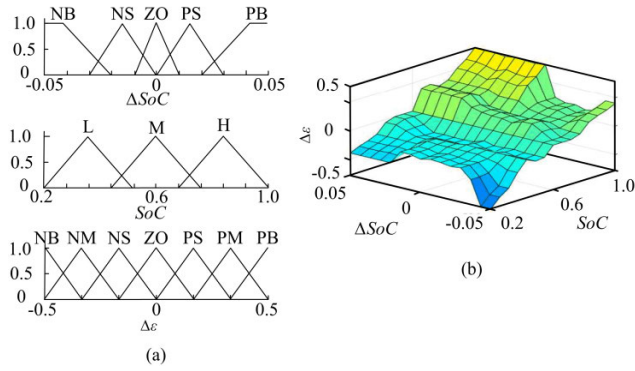 NB NS ZO PS PB
1.0
0.5
0
-0.05 0 0.05
ΔSoC
L M H
1.0
0.5
0
0.2 0.6 1.0
SoC
NB NM NS ZO PS PM PB
1.0
0.5
0
-0.5 0 0.5
Δε
(a)
0.5
0
-0.5
Δε
0.05 0 -0.05
ΔSoC
0.2 0.6 1.0
SoC
(b)